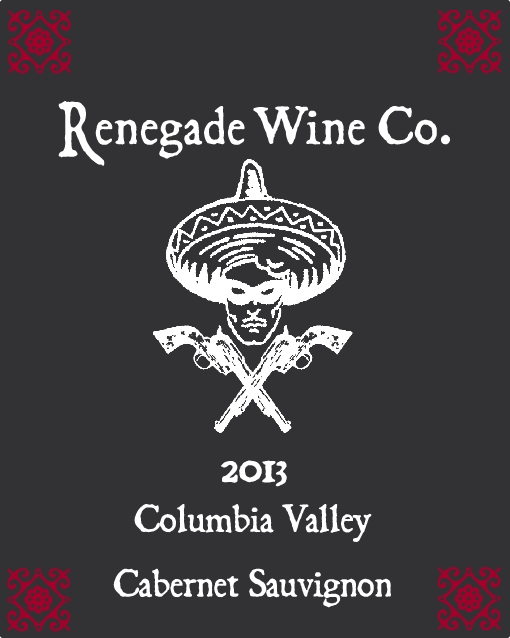 Renegade Wine Co.
2013
Columbia Valley
Cabernet Sauvignon